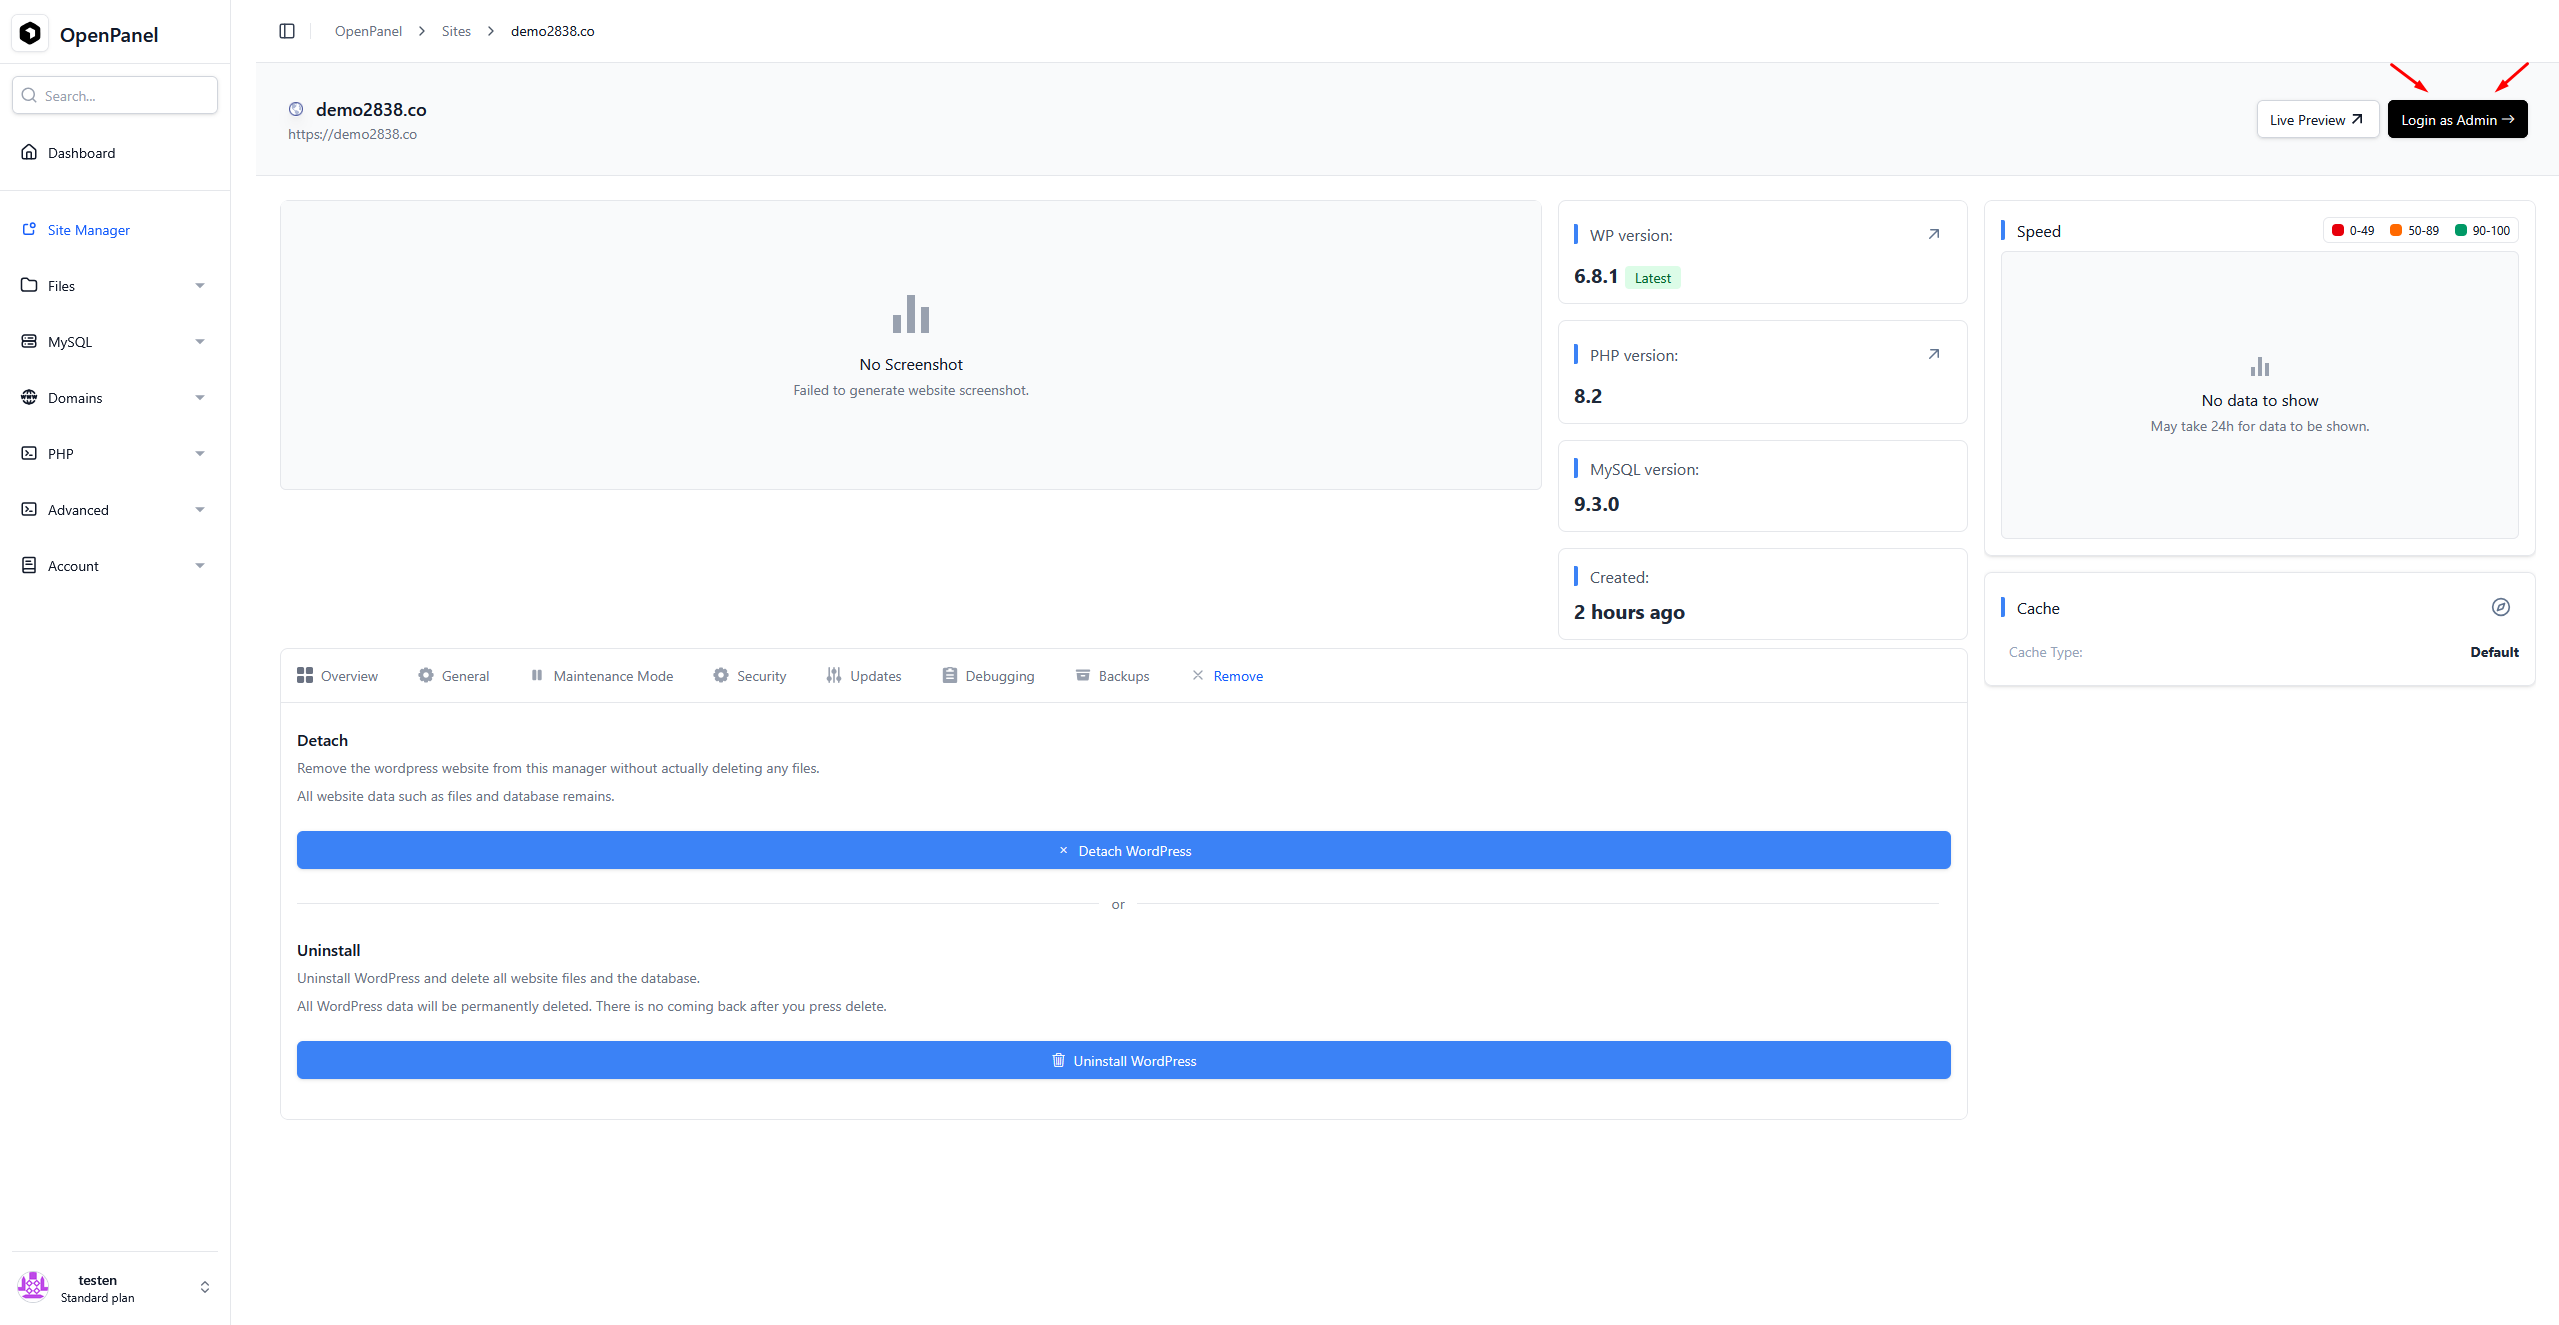 OpenPanel
Search...
Dashboard
Site Manager
Files
MySQL
Domains
PHP
Advanced
Account
testen
Standard plan
OpenPanel > Sites > demo2838.co
demo2838.co
https://demo2838.co
Live Preview
Login as Admin
No Screenshot
Failed to generate website screenshot.
WP version:
6.8.1 Latest
PHP version:
8.2
MySQL version:
9.3.0
Created:
2 hours ago
Speed
0-49 50-89 90-100
No data to show
May take 24h for data to be shown.
Cache
Cache Type: Default
Overview General Maintenance Mode Security Updates Debugging Backups Remove
Detach
Remove the wordpress website from this manager without actually deleting any files.
All website data such as files and database remains.
Detach WordPress
or
Uninstall
Uninstall WordPress and delete all website files and the database.
All WordPress data will be permanently deleted. There is no coming back after you press delete.
Uninstall WordPress